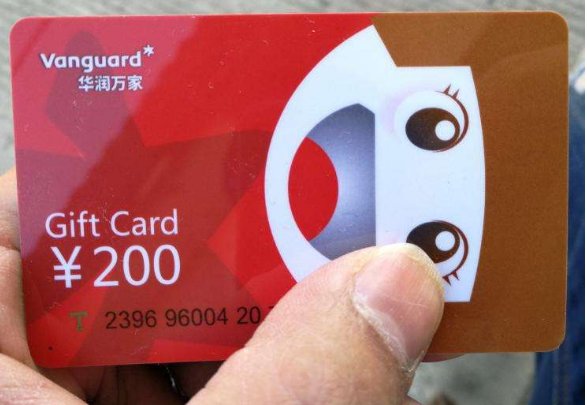 Vanguard
华润万家
Gift Card
¥200
T 2396 96004 20